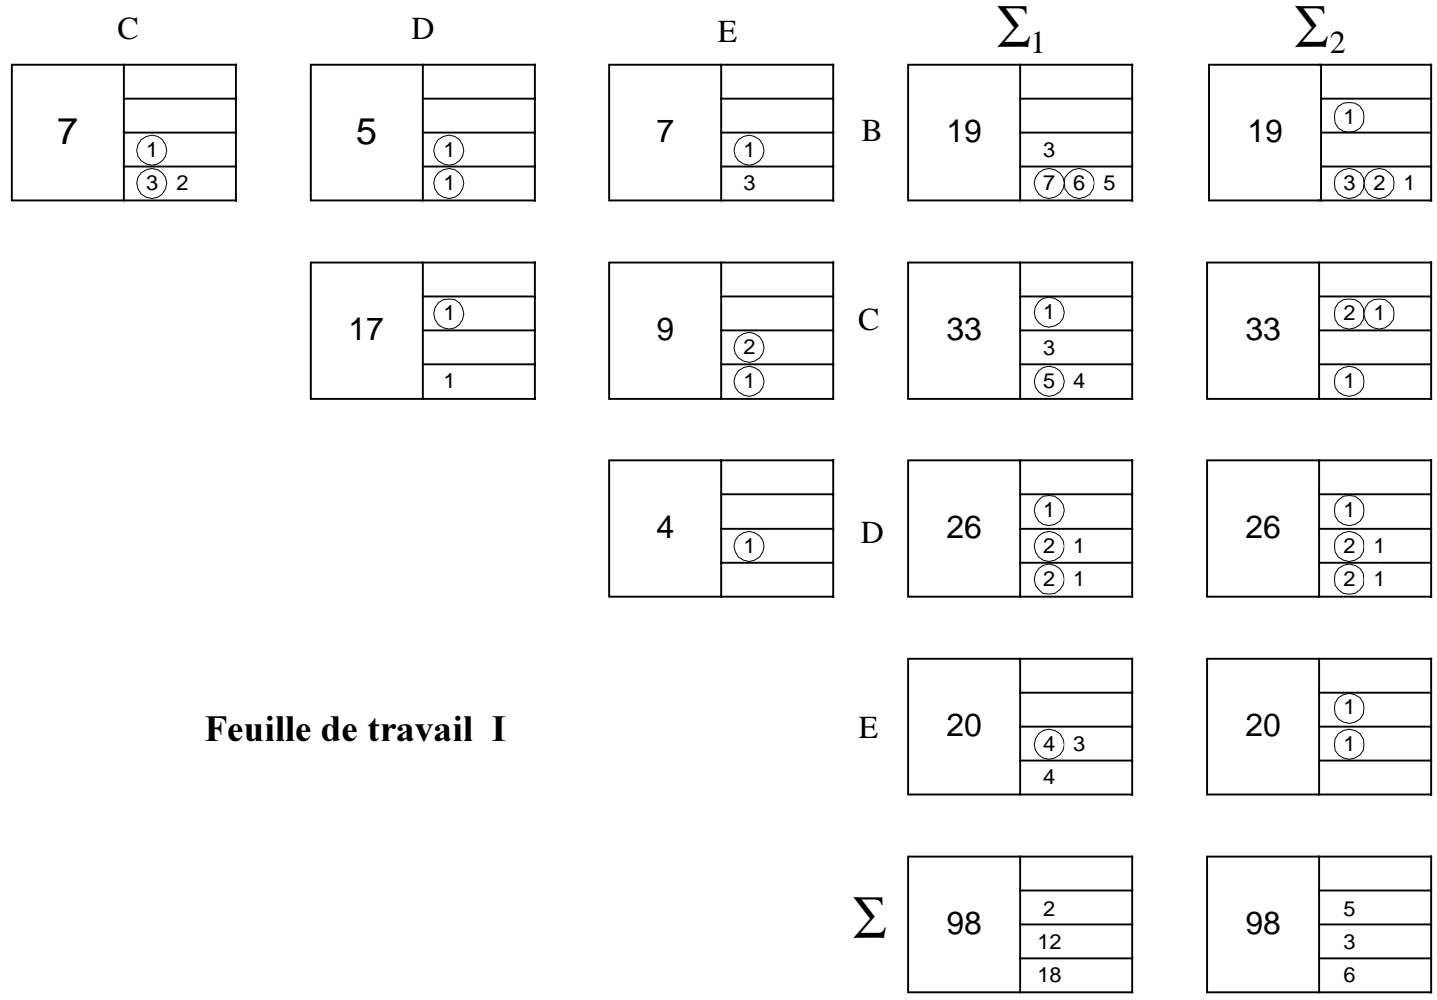 C D E Σ1 Σ2
7 5 7 B 19 19
1
1 1 1 3
3 2 1 3 7 6 5 3 2 1
17 9 C 33 33
1 1 2 1
2 3
1 1 5 4 1
4 D 26 26
1 1
1 2 1 2 1
2 1 2 1
Feuille de travail I E 20 20
1
4 3 1
4
Σ 98 98
2 5
12 3
18 6